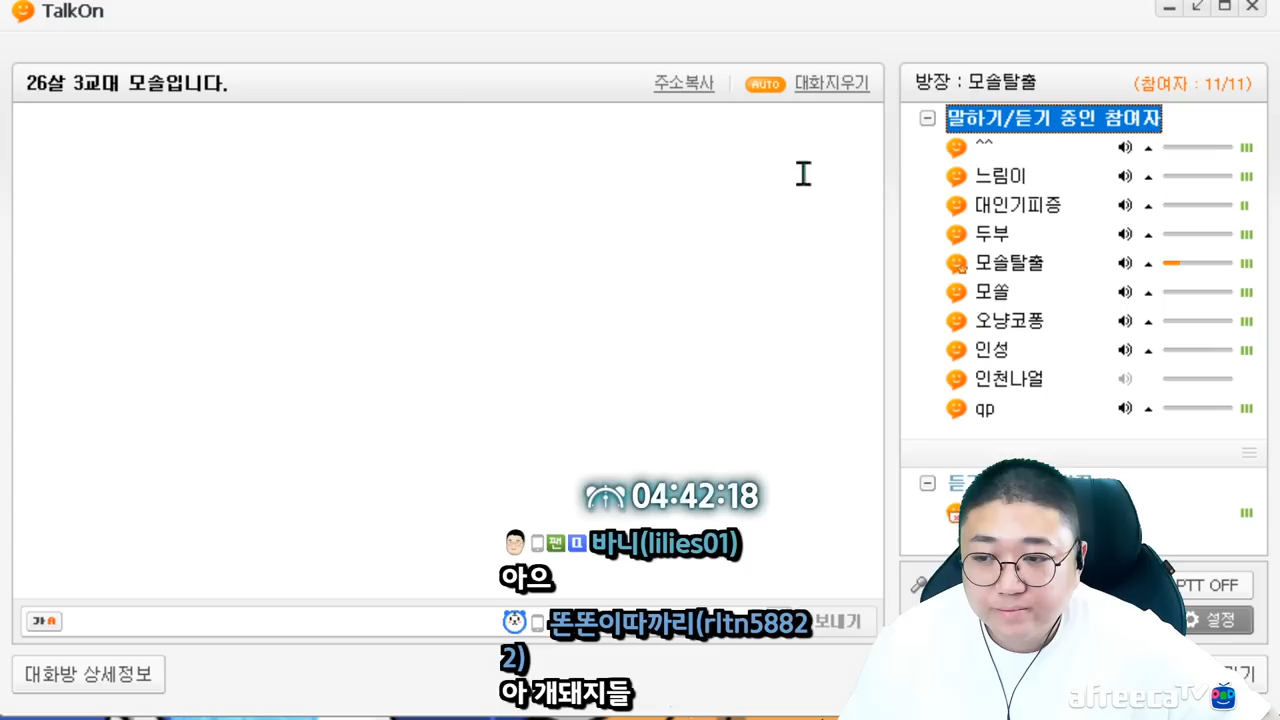 TalkOn
26살 3교대 모솔입니다.
주소복사
AUTO
대화지우기
방장 : 모솔탈출
(참여자 : 11/11)
말하기/듣기 중인 참여자
^^
느림이
대인기피증
두부
모솔탈출
모쏠
오냥코퐁
인성
인천나얼
qp
04:42:18
팬
바니(lilies01)
아으
똔똔이따까리(rltn5882
2)
아 개돼지들
가
보내기
PTT OFF
설정
대화방 상세정보
afreecaTV